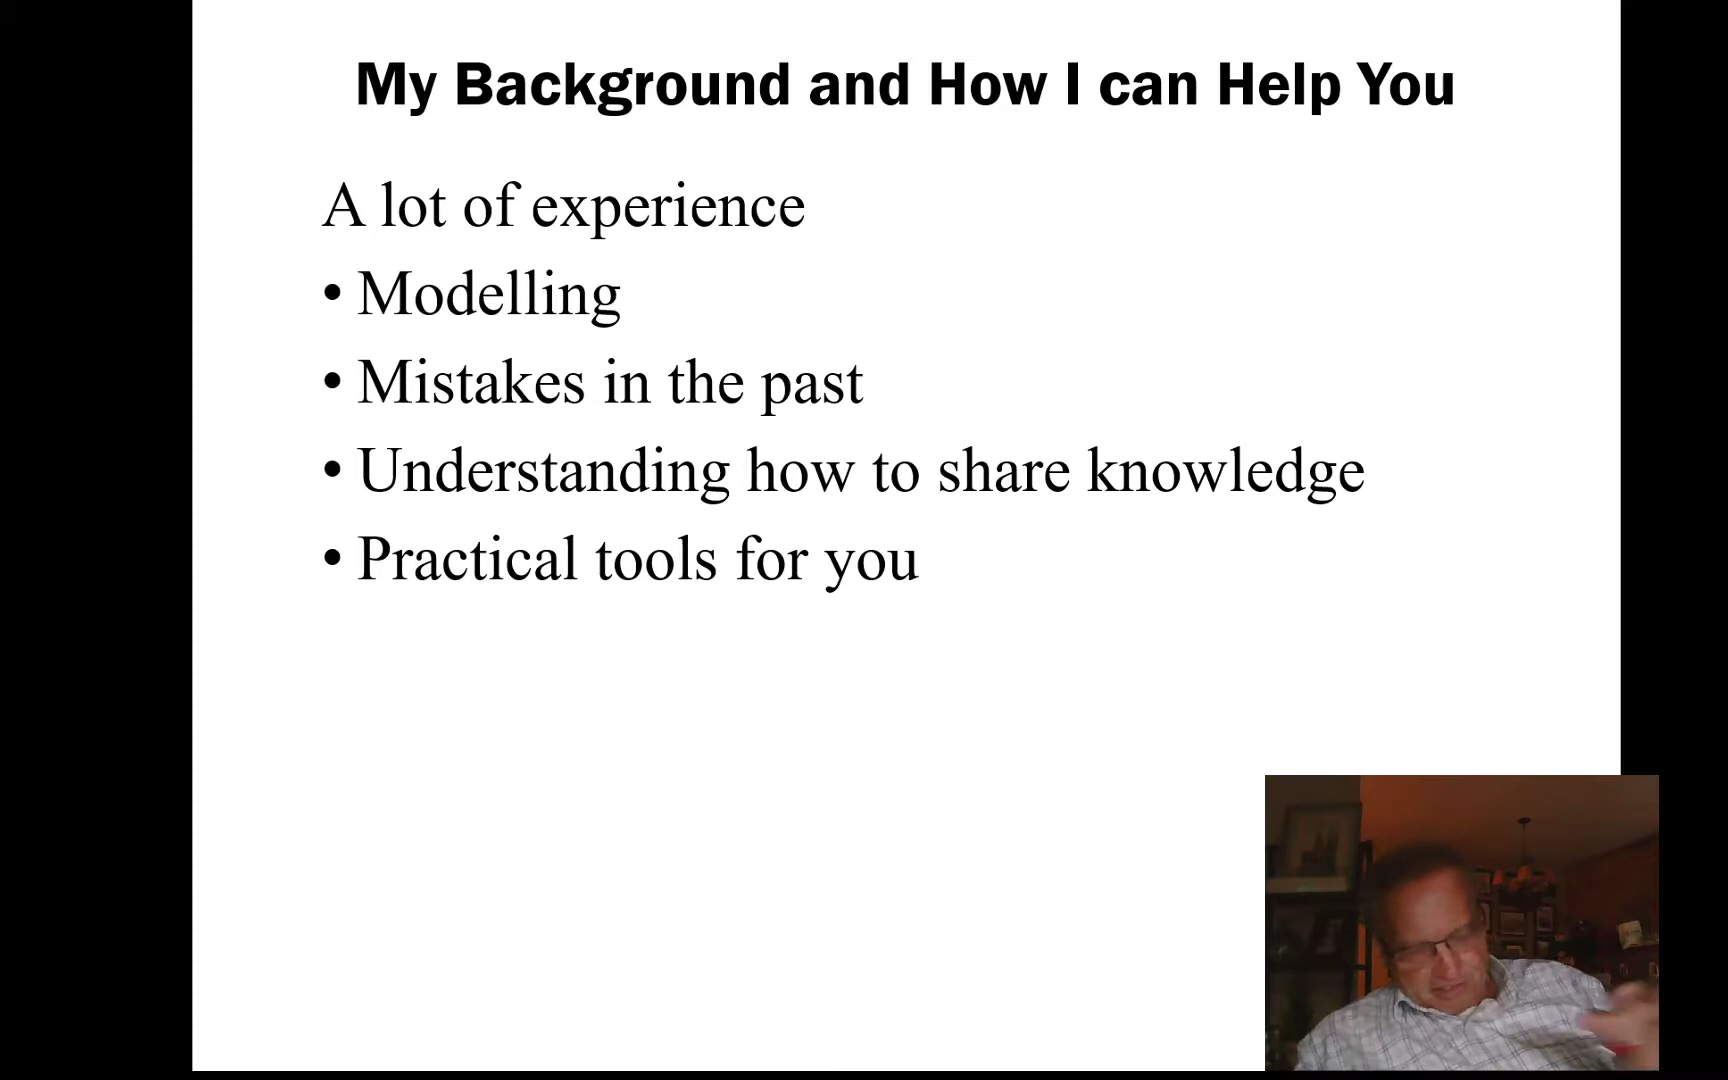 My Background and How I can Help You
A lot of experience
• Modelling
• Mistakes in the past
• Understanding how to share knowledge
• Practical tools for you